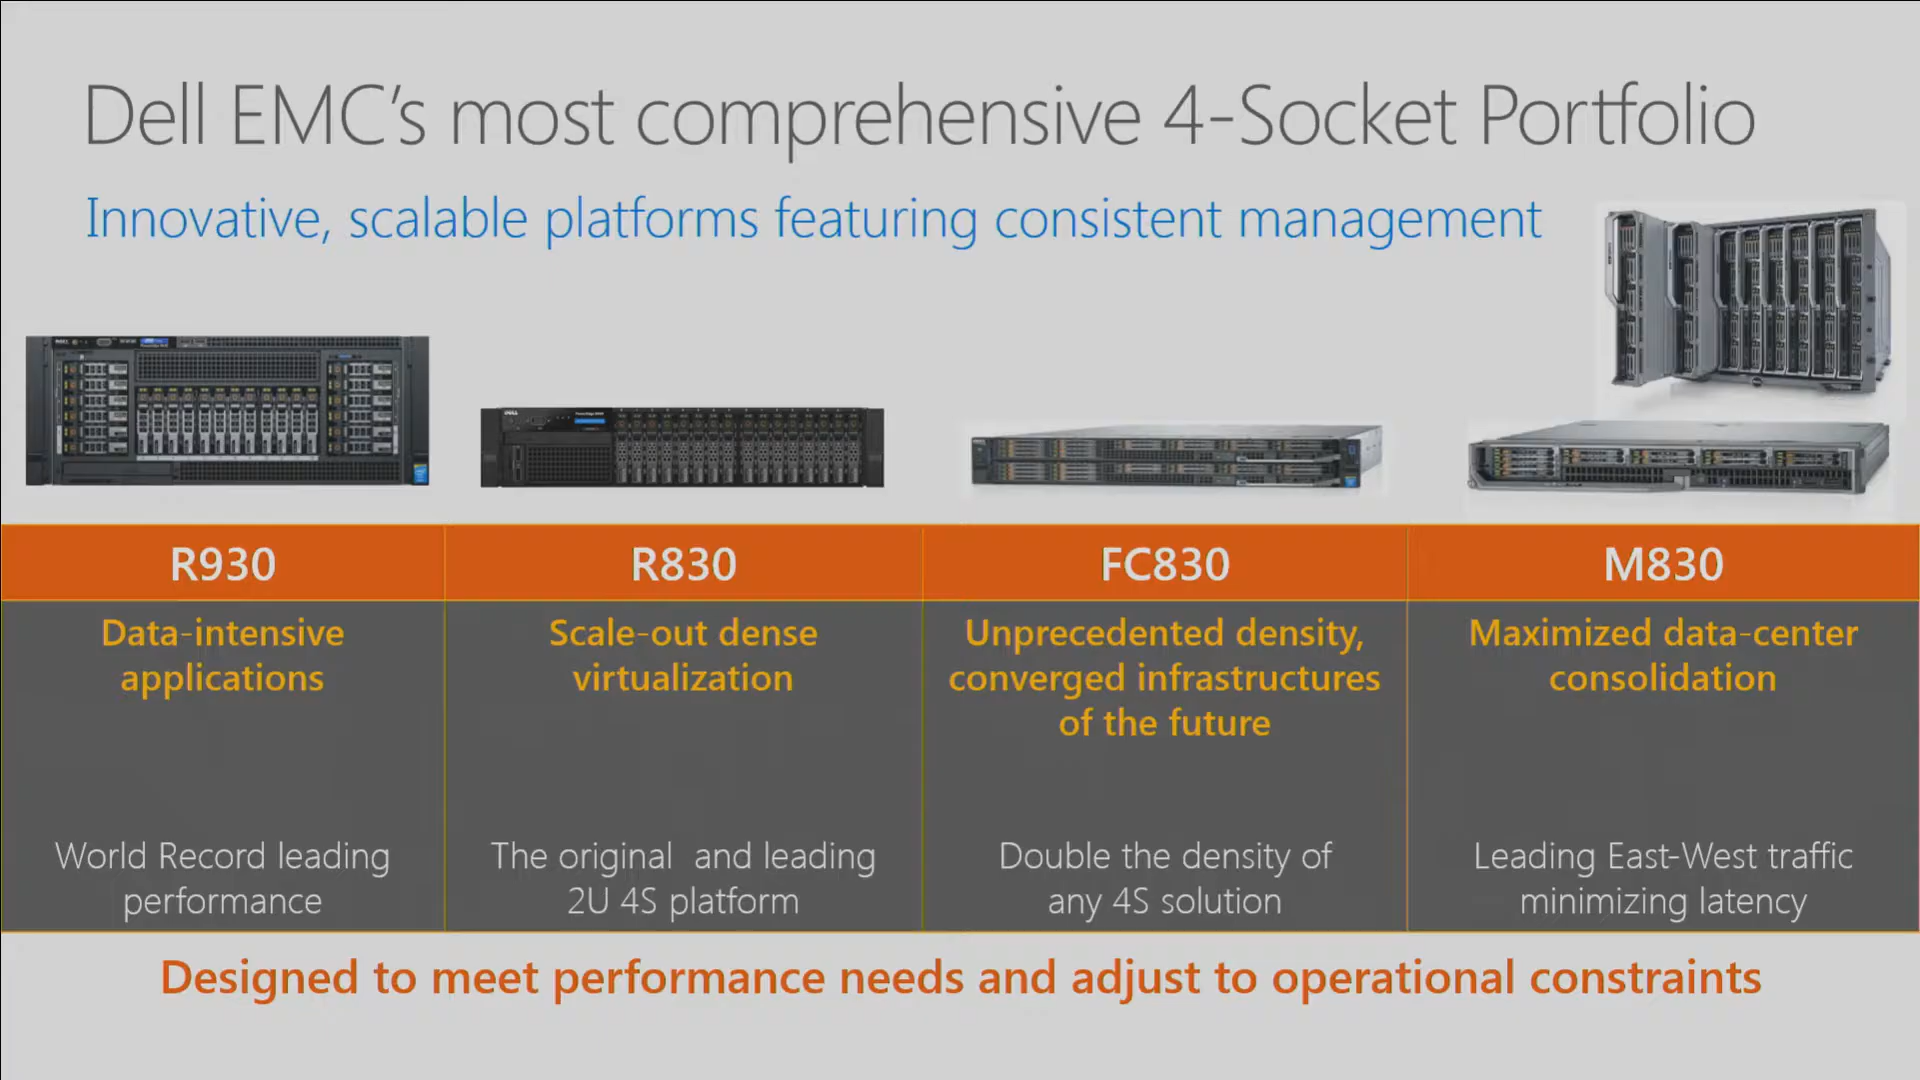 Dell EMC's most comprehensive 4-Socket Portfolio
Innovative, scalable platforms featuring consistent management
DELL
R930
R830
FC830
M830
Data-intensive
applications
Scale-out dense
virtualization
Unprecedented density,
converged infrastructures
of the future
Maximized data-center
consolidation
World Record leading
performance
The original  and leading
2U 4S platform
Double the density of
any 4S solution
Leading East-West traffic
minimizing latency
Designed to meet performance needs and adjust to operational constraints